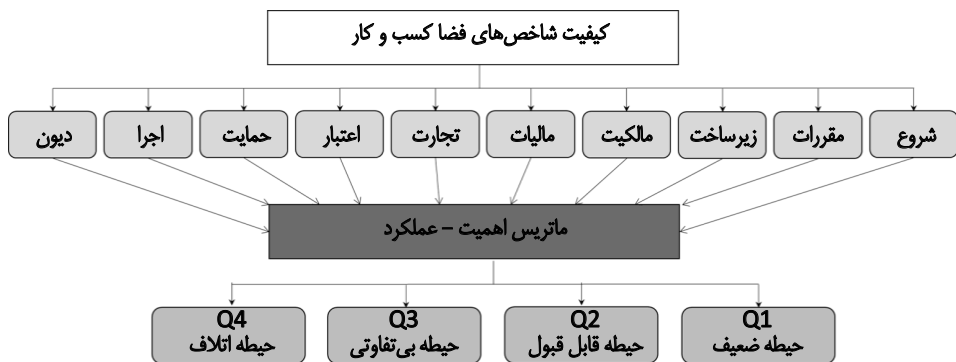 کیفیت شاخص‌های فضا کسب و کار
شروع
مقررات
زیرساخت
مالکیت
مالیات
تجارت
اعتبار
حمایت
اجرا
دیون
ماتریس اهمیت – عملکرد
Q1
حیطه ضعیف
Q2
حیطه قابل قبول
Q3
حیطه بی‌تفاوتی
Q4
حیطه اتلاف